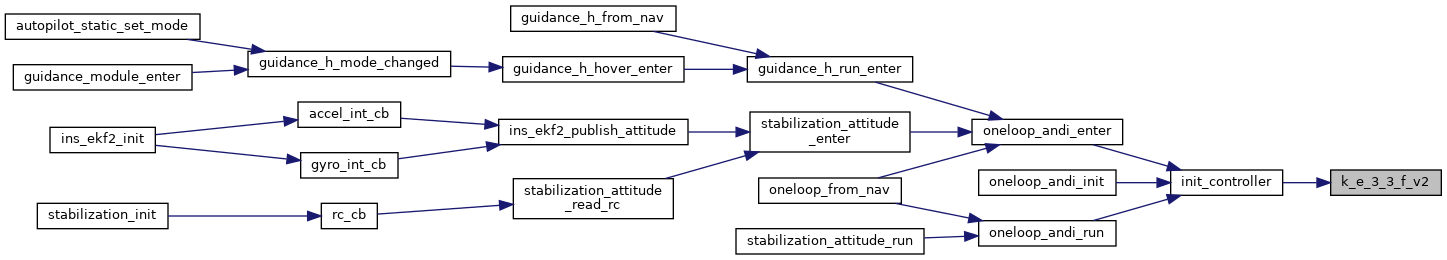 autopilot_static_set_mode
guidance_module_enter
guidance_h_mode_changed
guidance_h_from_nav
guidance_h_hover_enter
guidance_h_run_enter
ins_ekf2_init
accel_int_cb
gyro_int_cb
ins_ekf2_publish_attitude
stabilization_attitude
_enter
oneloop_andi_enter
stabilization_init
rc_cb
stabilization_attitude
_read_rc
oneloop_from_nav
stabilization_attitude_run
oneloop_andi_init
oneloop_andi_run
init_controller
k_e_3_3_f_v2